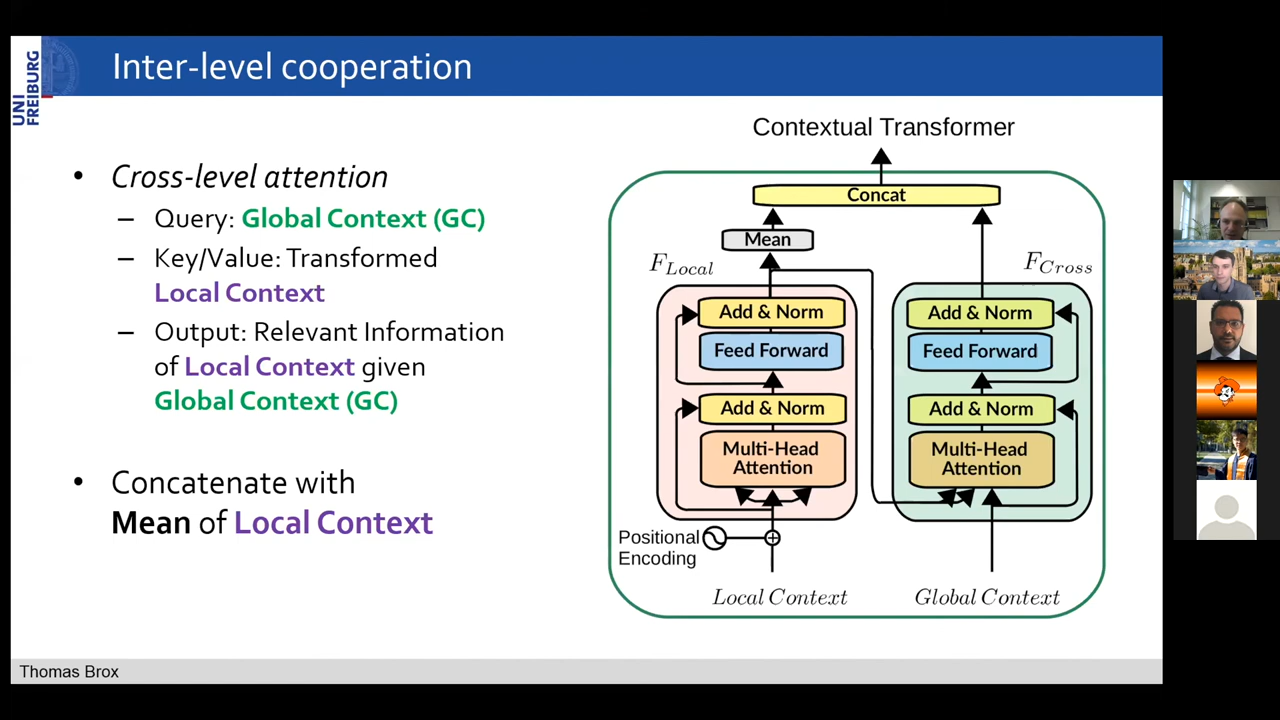 UNI
FREIBURG
Inter-level cooperation
• Cross-level attention
– Query: Global Context (GC)
– Key/Value: Transformed
Local Context
– Output: Relevant Information
of Local Context given
Global Context (GC)
• Concatenate with
Mean of Local Context
Contextual Transformer
Concat
Mean
F_Local
Add & Norm
Feed Forward
Add & Norm
Multi-Head
Attention
Positional
Encoding
Local Context
F_Cross
Add & Norm
Feed Forward
Add & Norm
Multi-Head
Attention
Global Context
Thomas Brox